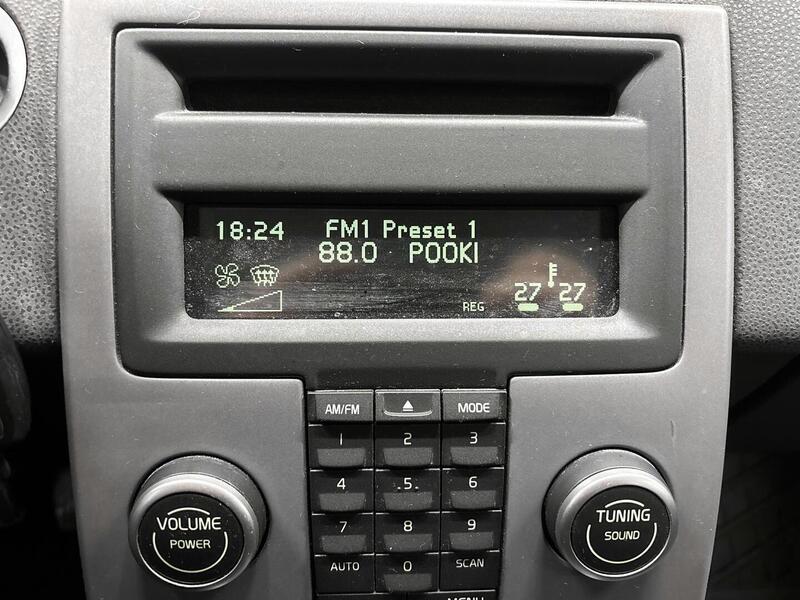 18:24 FM1 Preset 1
88.0 POOKI
REG 27 27
AM/FM MODE
1 2 3
4 .5. 6
7 8 9
AUTO 0 SCAN
MENU
VOLUME
POWER
TUNING
SOUND